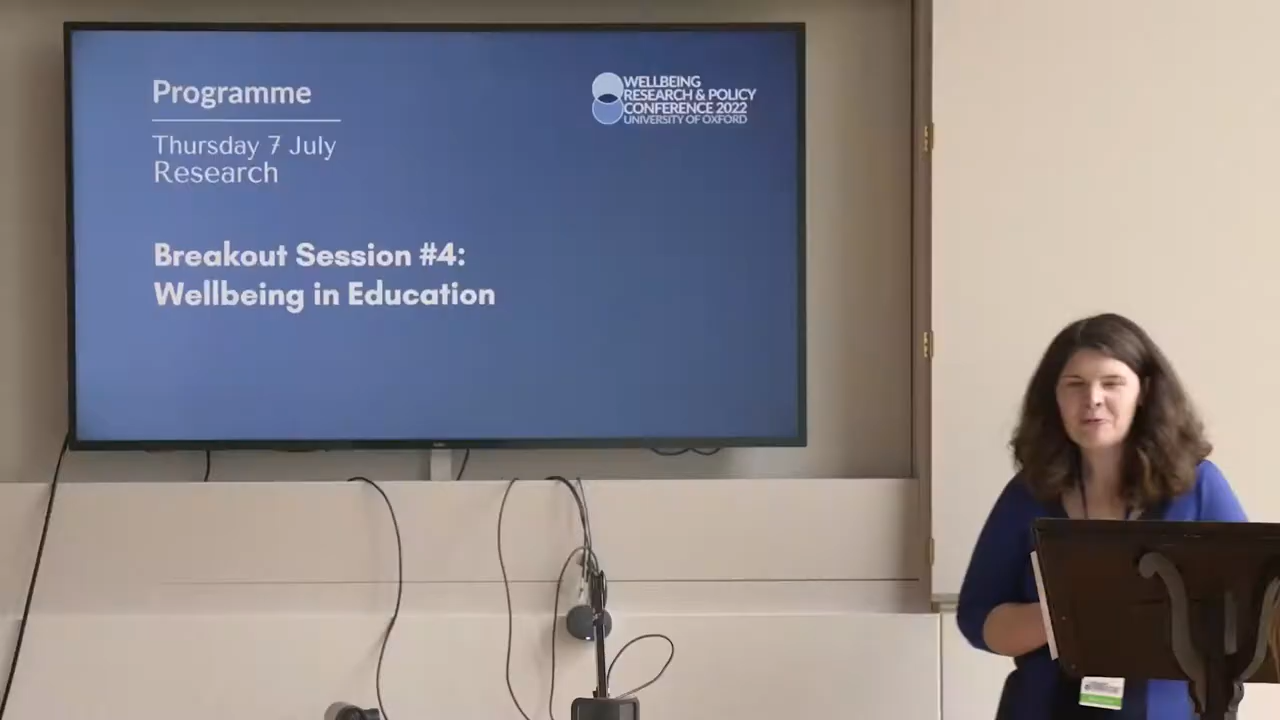 Programme
WELLBEING
RESEARCH & POLICY
CONFERENCE 2022
UNIVERSITY OF OXFORD
Thursday 7 July
Research
Breakout Session #4:
Wellbeing in Education